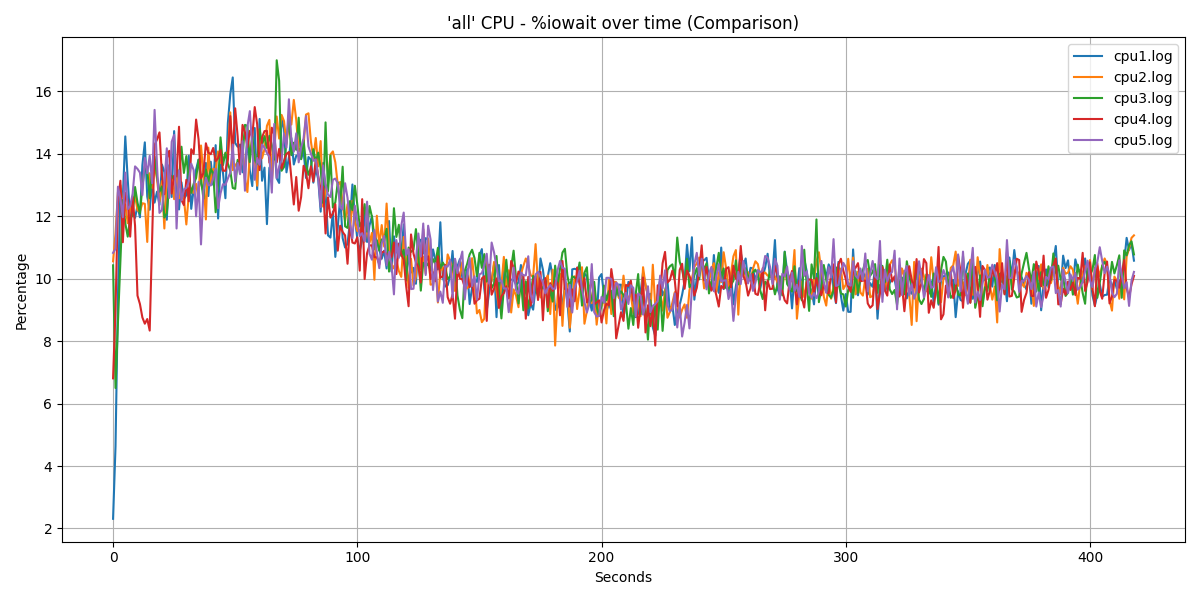 'all' CPU - %iowait over time (Comparison)
cpu1.log
cpu2.log
cpu3.log
cpu4.log
cpu5.log
Percentage
16
14
12
10
8
6
4
2
0 100 200 300 400
Seconds